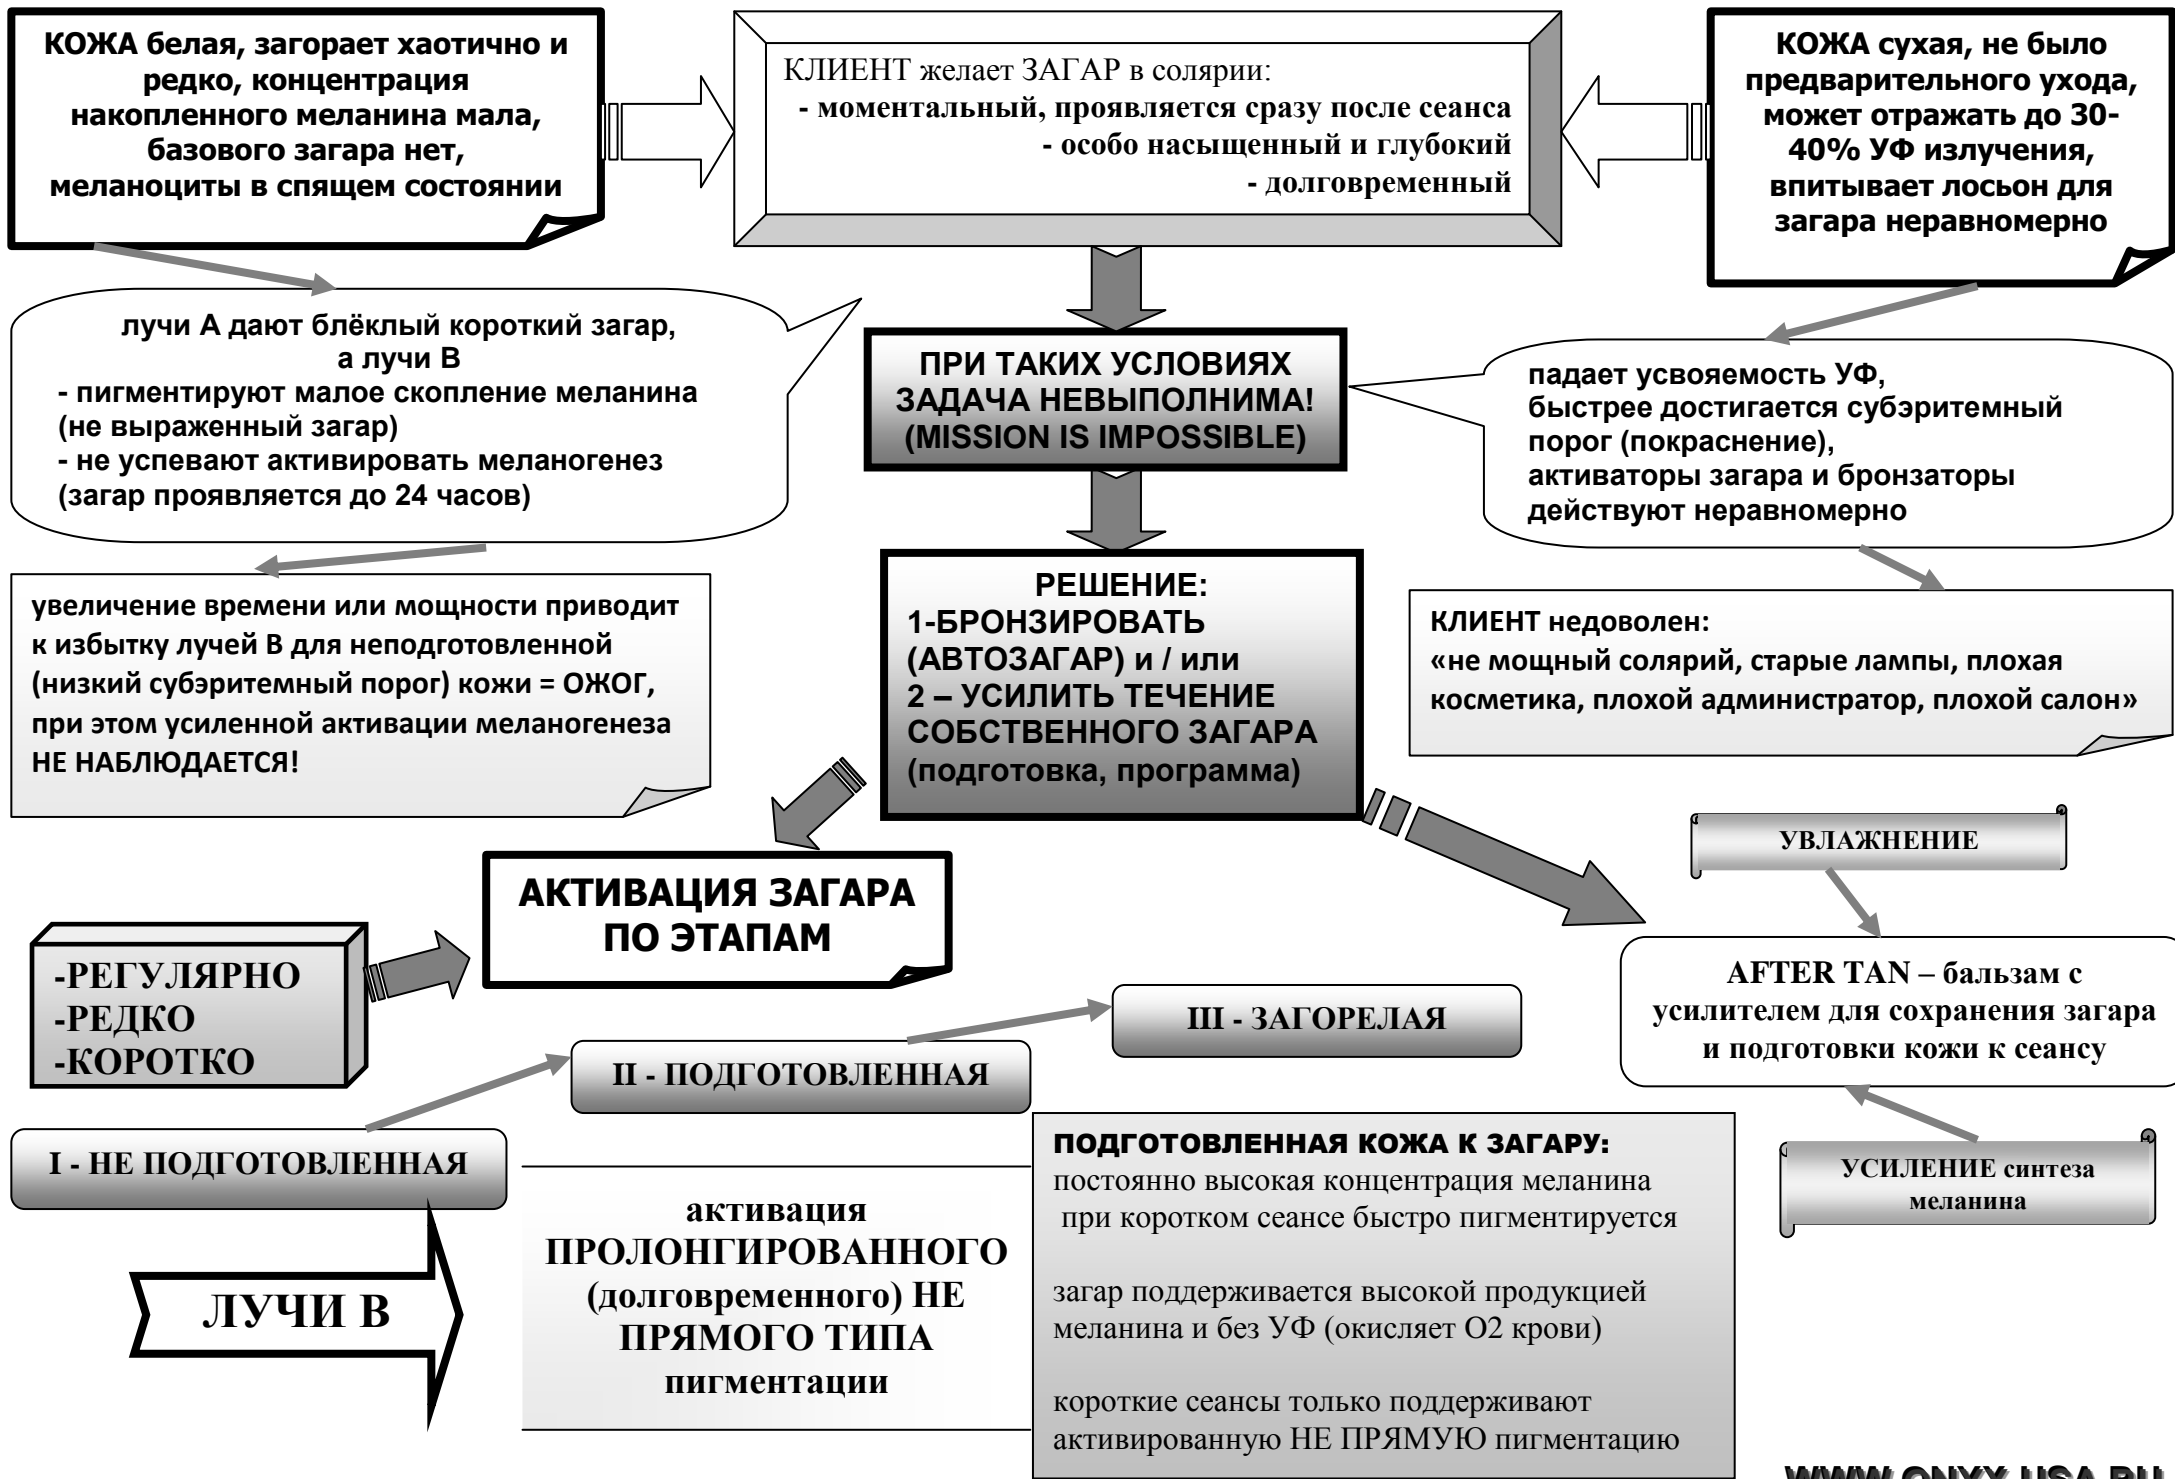 КОЖА белая, загорает хаотично и
редко, концентрация
накопленного меланина мала,
базового загара нет,
меланоциты в спящем состоянии
КЛИЕНТ желает ЗАГАР в солярии:
- моментальный, проявляется сразу после сеанса
- особо насыщенный и глубокий
- долговременный
КОЖА сухая, не было
предварительного ухода,
может отражать до 30-
40% УФ излучения,
впитывает лосьон для
загара неравномерно
лучи А дают блёклый короткий загар,
а лучи В
- пигментируют малое скопление меланина
(не выраженный загар)
- не успевают активировать меланогенез
(загар проявляется до 24 часов)
ПРИ ТАКИХ УСЛОВИЯХ
ЗАДАЧА НЕВЫПОЛНИМА!
(MISSION IS IMPOSSIBLE)
падает усвояемость УФ,
быстрее достигается субэритемный
порог (покраснение),
активаторы загара и бронзаторы
действуют неравномерно
увеличение времени или мощности приводит
к избытку лучей В для неподготовленной
(низкий субэритемный порог) кожи = ОЖОГ,
при этом усиленной активации меланогенеза
НЕ НАБЛЮДАЕТСЯ!
РЕШЕНИЕ:
1-БРОНЗИРОВАТЬ
(АВТОЗАГАР) и / или
2 – УСИЛИТЬ ТЕЧЕНИЕ
СОБСТВЕННОГО ЗАГАРА
(подготовка, программа)
КЛИЕНТ недоволен:
«не мощный солярий, старые лампы, плохая
косметика, плохой администратор, плохой салон»
АКТИВАЦИЯ ЗАГАРА
ПО ЭТАПАМ
-РЕГУЛЯРНО
-РЕДКО
-КОРОТКО
УВЛАЖНЕНИЕ
AFTER TAN – бальзам с
усилителем для сохранения загара
и подготовки кожи к сеансу
УСИЛЕНИЕ синтеза
меланина
III - ЗАГОРЕЛАЯ
II - ПОДГОТОВЛЕННАЯ
I - НЕ ПОДГОТОВЛЕННАЯ
ЛУЧИ В
активация
ПРОЛОНГИРОВАННОГО
(долговременного) НЕ
ПРЯМОГО ТИПА
пигментации
ПОДГОТОВЛЕННАЯ КОЖА К ЗАГАРУ:
постоянно высокая концентрация меланина
при коротком сеансе быстро пигментируется
загар поддерживается высокой продукцией
меланина и без УФ (окисляет О2 крови)
короткие сеансы только поддерживают
активированную НЕ ПРЯМУЮ пигментацию
WWW.ONYX-USA.RU